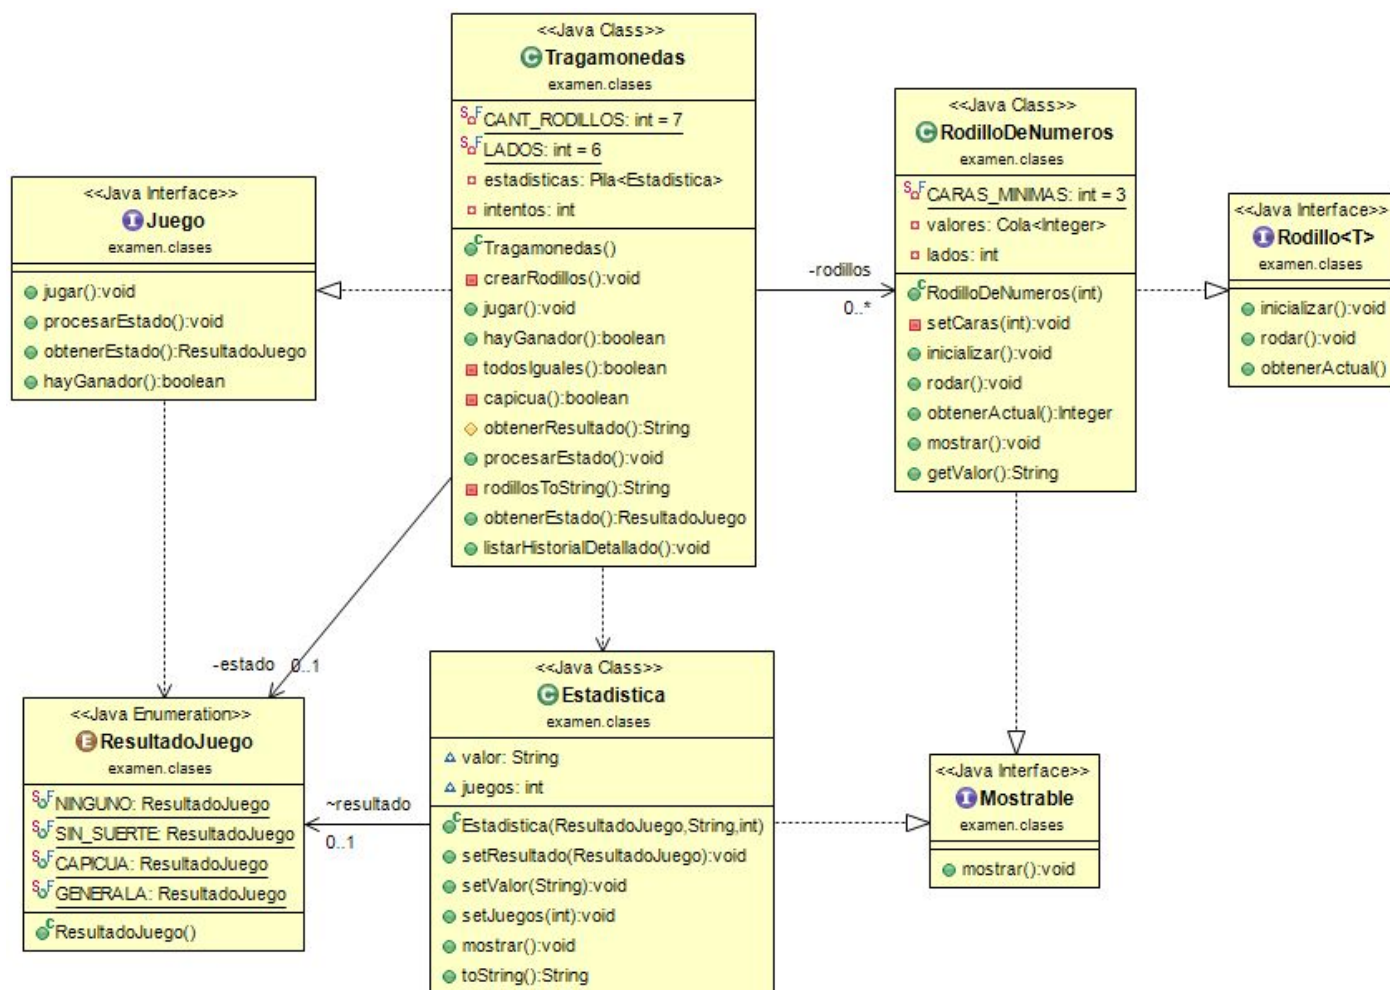 <<Java Class>>
Tragamonedas
examen.clases
CANT_RODILLOS: int = 7
LADOS: int = 6
estadisticas: Pila<Estadistica>
intentos: int
Tragamonedas()
crearRodillos():void
jugar():void
hayGanador():boolean
todosIguales():boolean
capicua():boolean
obtenerResultado():String
procesarEstado():void
rodillosToString():String
obtenerEstado():ResultadoJuego
listarHistorialDetallado():void
<<Java Interface>>
Juego
examen.clases
jugar():void
procesarEstado():void
obtenerEstado():ResultadoJuego
hayGanador():boolean
-rodillos
0..*
<<Java Class>>
RodilloDeNumeros
examen.clases
CARAS_MINIMAS: int = 3
valores: Cola<Integer>
lados: int
RodilloDeNumeros(int)
setCaras(int):void
inicializar():void
rodar():void
obtenerActual():Integer
mostrar():void
getValor():String
<<Java Interface>>
Rodillo<T>
examen.clases
inicializar():void
rodar():void
obtenerActual()
-estado
0..1
<<Java Enumeration>>
ResultadoJuego
examen.clases
NINGUNO: ResultadoJuego
SIN_SUERTE: ResultadoJuego
CAPICUA: ResultadoJuego
GENERALA: ResultadoJuego
ResultadoJuego()
~resultado
0..1
<<Java Class>>
Estadistica
examen.clases
valor: String
juegos: int
Estadistica(ResultadoJuego,String,int)
setResultado(ResultadoJuego):void
setValor(String):void
setJuegos(int):void
mostrar():void
toString():String
<<Java Interface>>
Mostrable
examen.clases
mostrar():void